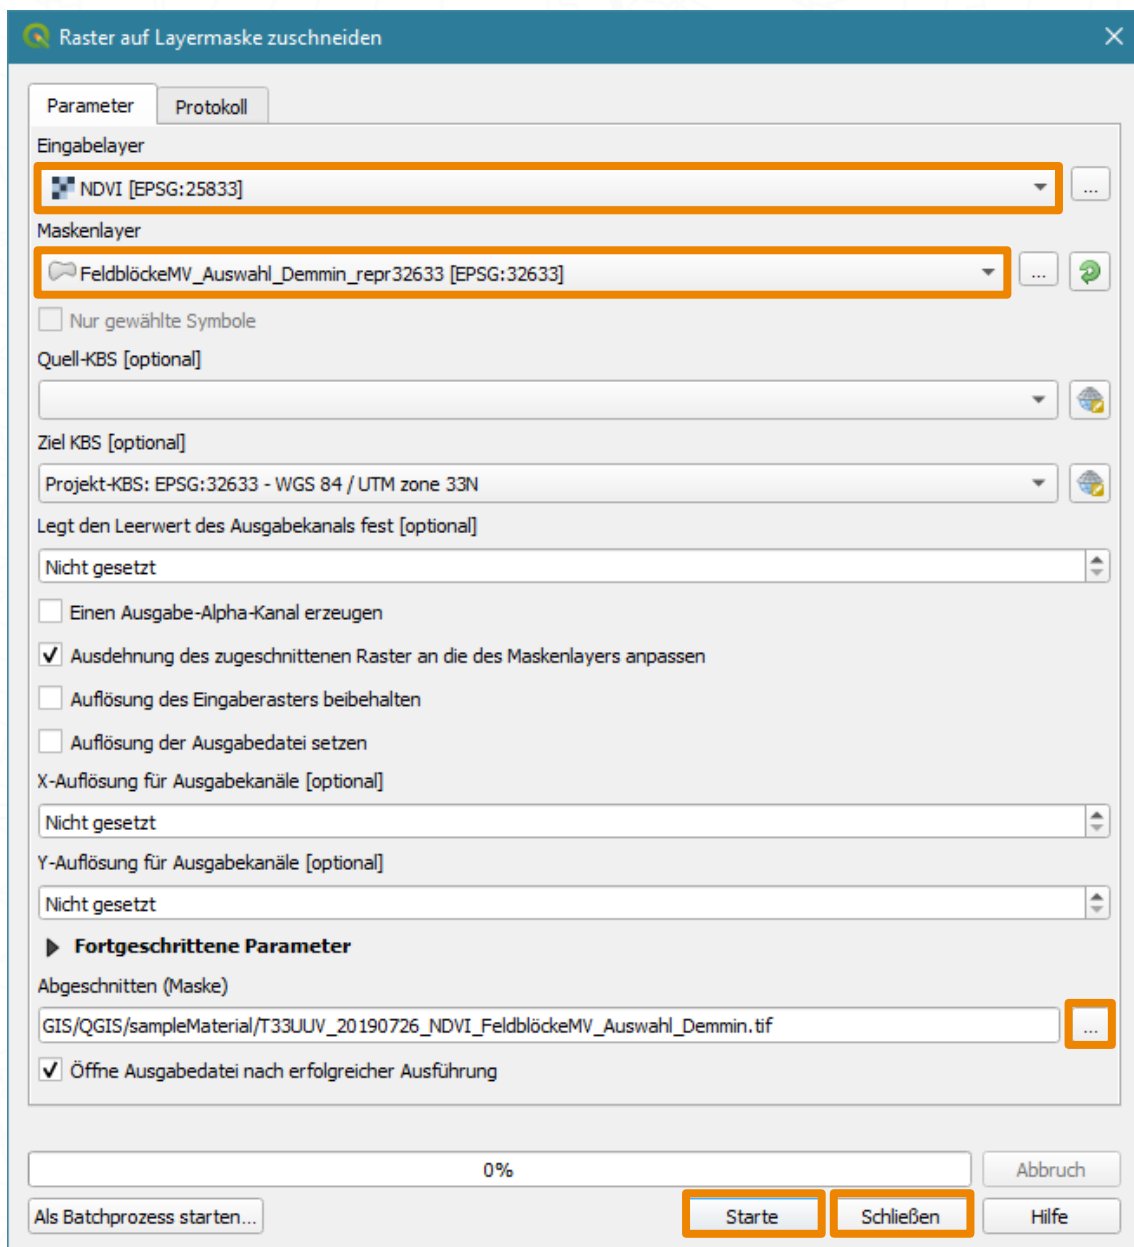 Raster auf Layermaske zuschneiden
Parameter
Protokoll
Eingabelayer
NDVI [EPSG:25833]
...
Maskenlayer
FeldblöckeMV_Auswahl_Demmin_repr32633 [EPSG:32633]
...
Nur gewählte Symbole
Quell-KBS [optional]
Ziel KBS [optional]
Projekt-KBS: EPSG:32633 - WGS 84 / UTM zone 33N
Legt den Leerwert des Ausgabekanals fest [optional]
Nicht gesetzt
Einen Ausgabe-Alpha-Kanal erzeugen
Ausdehnung des zugeschnittenen Raster an die des Maskenlayers anpassen
Auflösung des Eingaberasters beibehalten
Auflösung der Ausgabedatei setzen
X-Auflösung für Ausgabekanäle [optional]
Nicht gesetzt
Y-Auflösung für Ausgabekanäle [optional]
Nicht gesetzt
Fortgeschrittene Parameter
Abgeschnitten (Maske)
GIS/QGIS/sampleMaterial/T33UUV_20190726_NDVI_FeldblöckeMV_Auswahl_Demmin.tif
...
Öffne Ausgabedatei nach erfolgreicher Ausführung
0%
Abbruch
Als Batchprozess starten...
Starte
Schließen
Hilfe